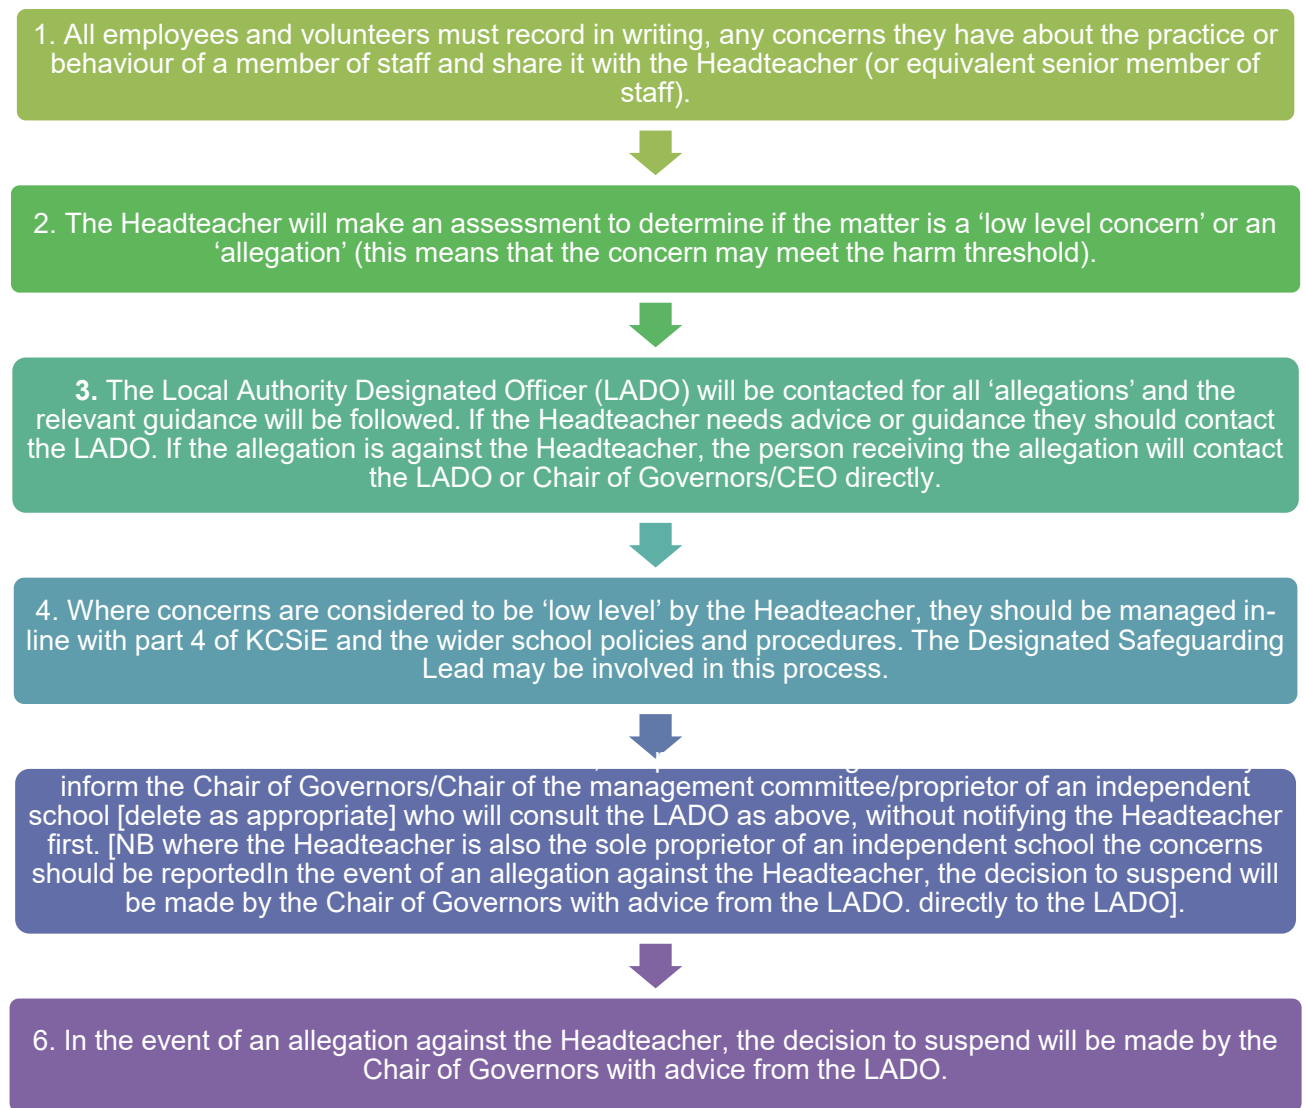 1. All employees and volunteers must record in writing, any concerns they have about the practice or
behaviour of a member of staff and share it with the Headteacher (or equivalent senior member of
staff).
2. The Headteacher will make an assessment to determine if the matter is a ‘low level concern’ or an
‘allegation’ (this means that the concern may meet the harm threshold).
3. The Local Authority Designated Officer (LADO) will be contacted for all ‘allegations’ and the
relevant guidance will be followed. If the Headteacher needs advice or guidance they should contact
the LADO. If the allegation is against the Headteacher, the person receiving the allegation will contact
the LADO or Chair of Governors/CEO directly.
4. Where concerns are considered to be ‘low level’ by the Headteacher, they should be managed in-
line with part 4 of KCSiE and the wider school policies and procedures. The Designated Safeguarding
Lead may be involved in this process.
inform the Chair of Governors/Chair of the management committee/proprietor of an independent
school [delete as appropriate] who will consult the LADO as above, without notifying the Headteacher
first. [NB where the Headteacher is also the sole proprietor of an independent school the concerns
should be reportedIn the event of an allegation against the Headteacher, the decision to suspend will
be made by the Chair of Governors with advice from the LADO. directly to the LADO].
6. In the event of an allegation against the Headteacher, the decision to suspend will be made by the
Chair of Governors with advice from the LADO.